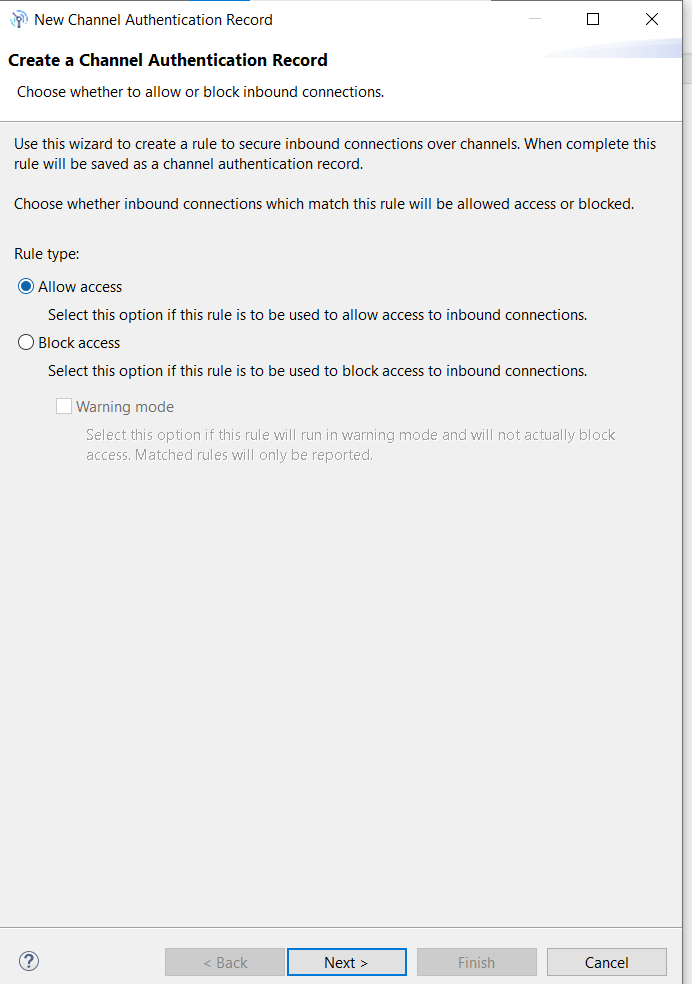 New Channel Authentication Record
Create a Channel Authentication Record
Choose whether to allow or block inbound connections.
Use this wizard to create a rule to secure inbound connections over channels. When complete this
rule will be saved as a channel authentication record.
Choose whether inbound connections which match this rule will be allowed access or blocked.
Rule type:
Allow access
Select this option if this rule is to be used to allow access to inbound connections.
Block access
Select this option if this rule is to be used to block access to inbound connections.
Warning mode
Select this option if this rule will run in warning mode and will not actually block
access. Matched rules will only be reported.
? < Back Next > Finish Cancel